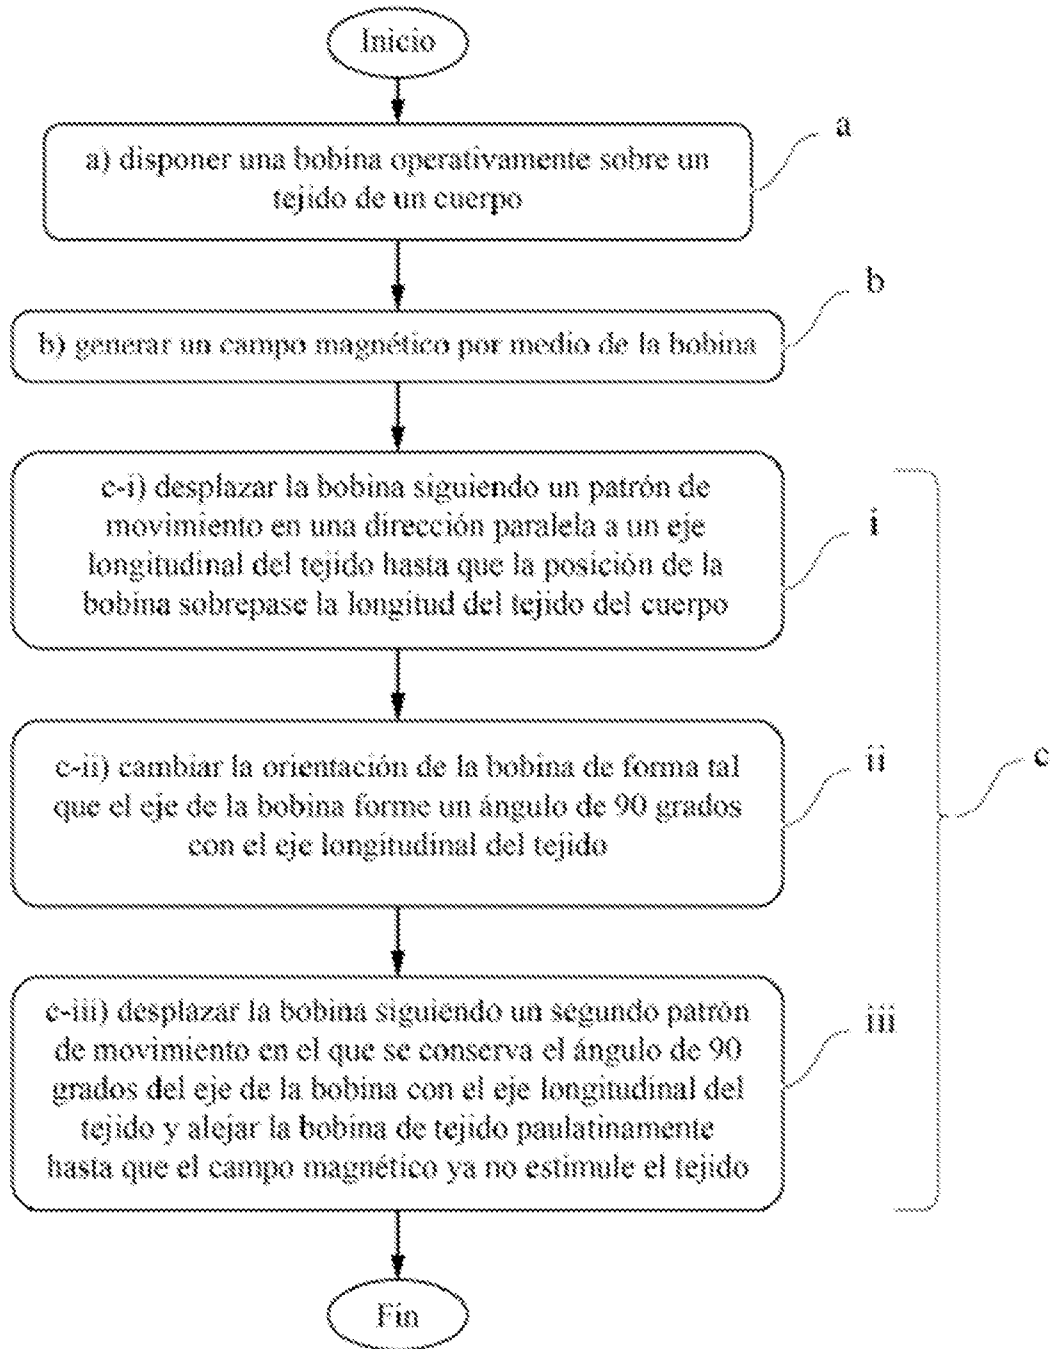 Inicio
a) disponer una bobina operativamente sobre un
tejido de un cuerpo
a
b) generar un campo magnético por medio de la bobina
b
c-i) desplazar la bobina siguiendo un patrón de
movimiento en una dirección paralela a un eje
longitudinal del tejido hasta que la posición de la
bobina sobrepase la longitud del tejido del cuerpo
i
c-ii) cambiar la orientación de la bobina de forma tal
que el eje de la bobina forme un ángulo de 90 grados
con el eje longitudinal del tejido
ii
c
c-iii) desplazar la bobina siguiendo un segundo patrón
de movimiento en el que se conserva el ángulo de 90
grados del eje de la bobina con el eje longitudinal del
tejido y alejar la bobina de tejido paulatinamente
hasta que el campo magnético ya no estimule el tejido
iii
Fin